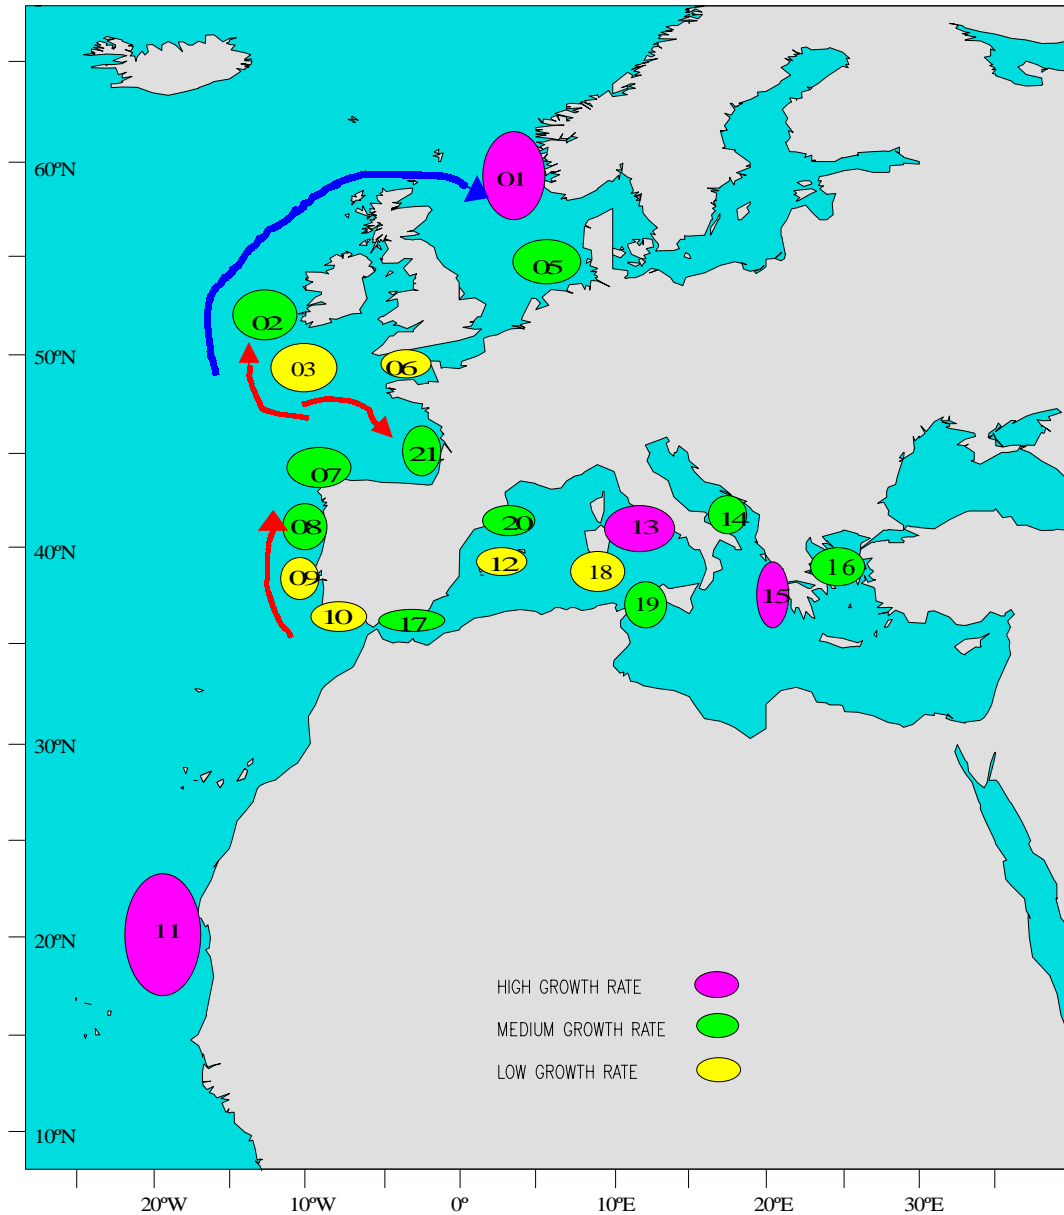 60ºN
01
05
02
50ºN
03
06
21
07
20
14
08
13
40ºN
12
16
18
09
15
19
10
17
30ºN
11
20ºN
HIGH GROWTH RATE
MEDIUM GROWTH RATE
LOW GROWTH RATE
10ºN
20ºW
10ºW
0º
10ºE
20ºE
30ºE